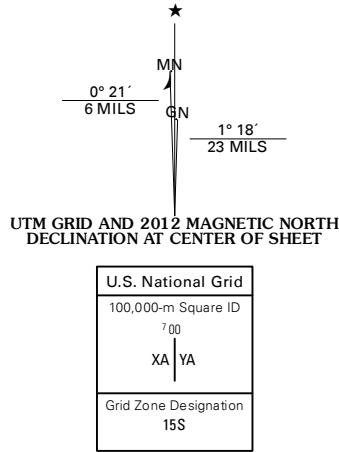 ★
MN
0° 21´
6 MILS
GN
1° 18´
23 MILS
UTM GRID AND 2012 MAGNETIC NORTH
DECLINATION AT CENTER OF SHEET
U.S. National Grid
100,000-m Square ID
7 00
XA YA
Grid Zone Designation
15S